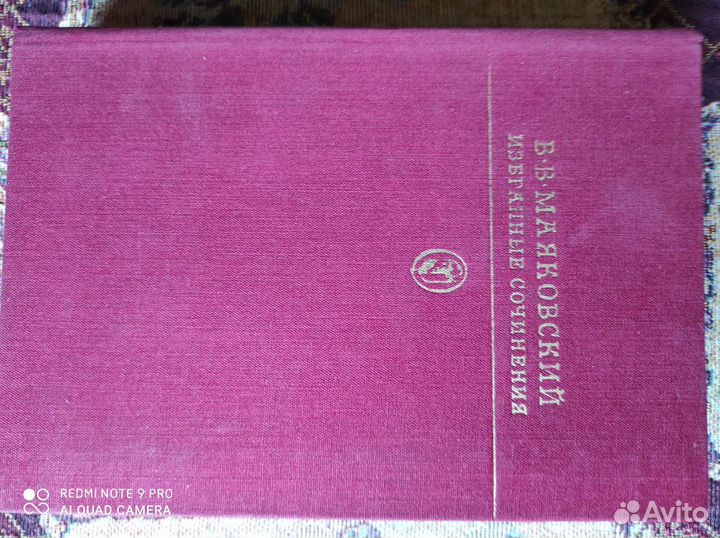 В·В·МАЯКОВСКИЙ
ИЗБРАННЫЕ СОЧИНЕНИЯ
REDMI NOTE 9 PRO
AI QUAD CAMERA
Avito